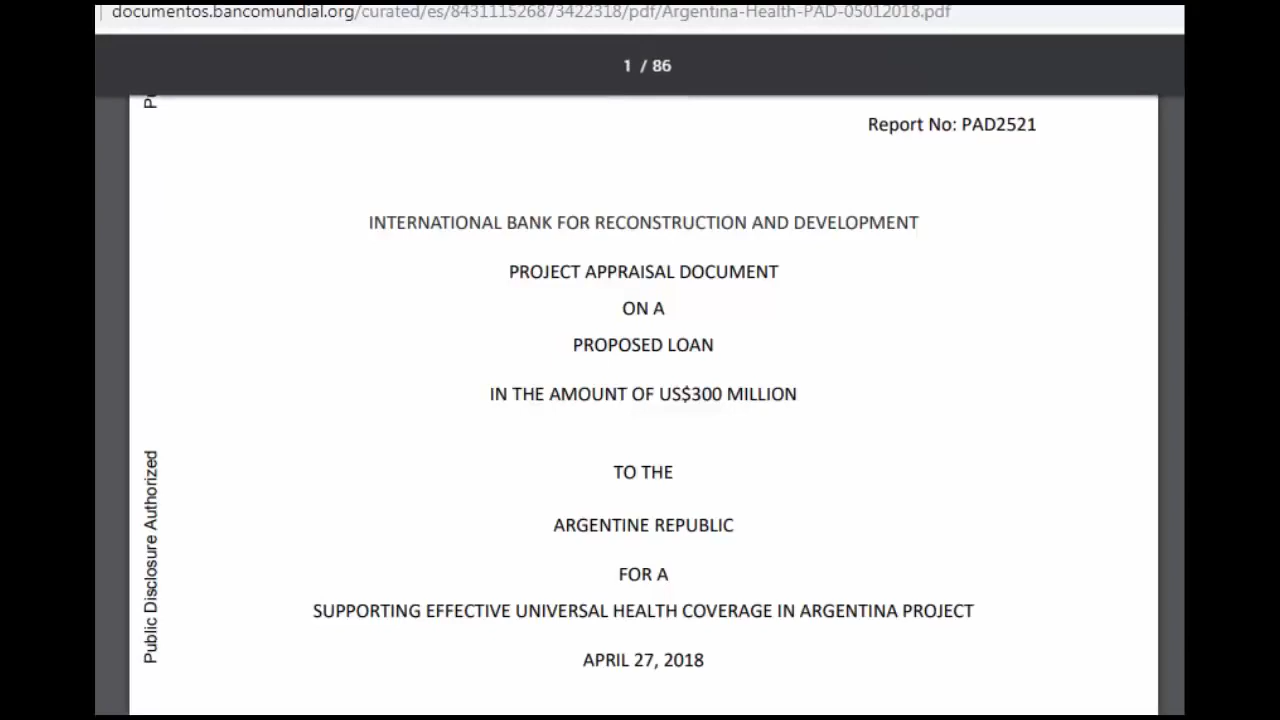 documentos.bancomundial.org/curated/es/843111526873422318/pdf/Argentina-Health-PAD-05012018.pdf
1 / 86
Report No: PAD2521
INTERNATIONAL BANK FOR RECONSTRUCTION AND DEVELOPMENT
PROJECT APPRAISAL DOCUMENT
ON A
PROPOSED LOAN
IN THE AMOUNT OF US$300 MILLION
TO THE
ARGENTINE REPUBLIC
FOR A
SUPPORTING EFFECTIVE UNIVERSAL HEALTH COVERAGE IN ARGENTINA PROJECT
APRIL 27, 2018
Public Disclosure Authorized